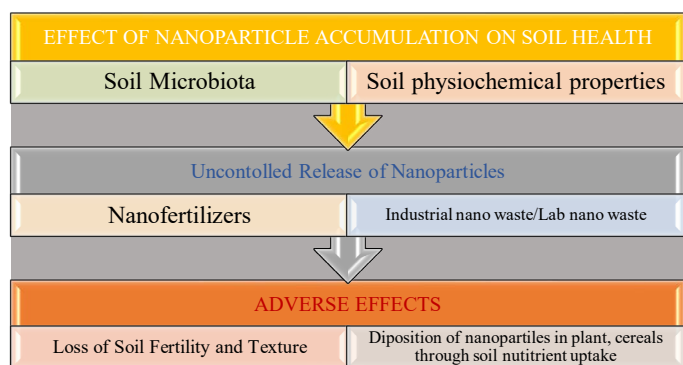 EFFECT OF NANOPARTICLE ACCUMULATION ON SOIL HEALTH
Soil Microbiota
Soil physiochemical properties
Uncontolled Release of Nanoparticles
Nanofertilizers
Industrial nano waste/Lab nano waste
ADVERSE EFFECTS
Loss of Soil Fertility and Texture
Diposition of nanopartiles in plant, cereals
through soil nutitrient uptake